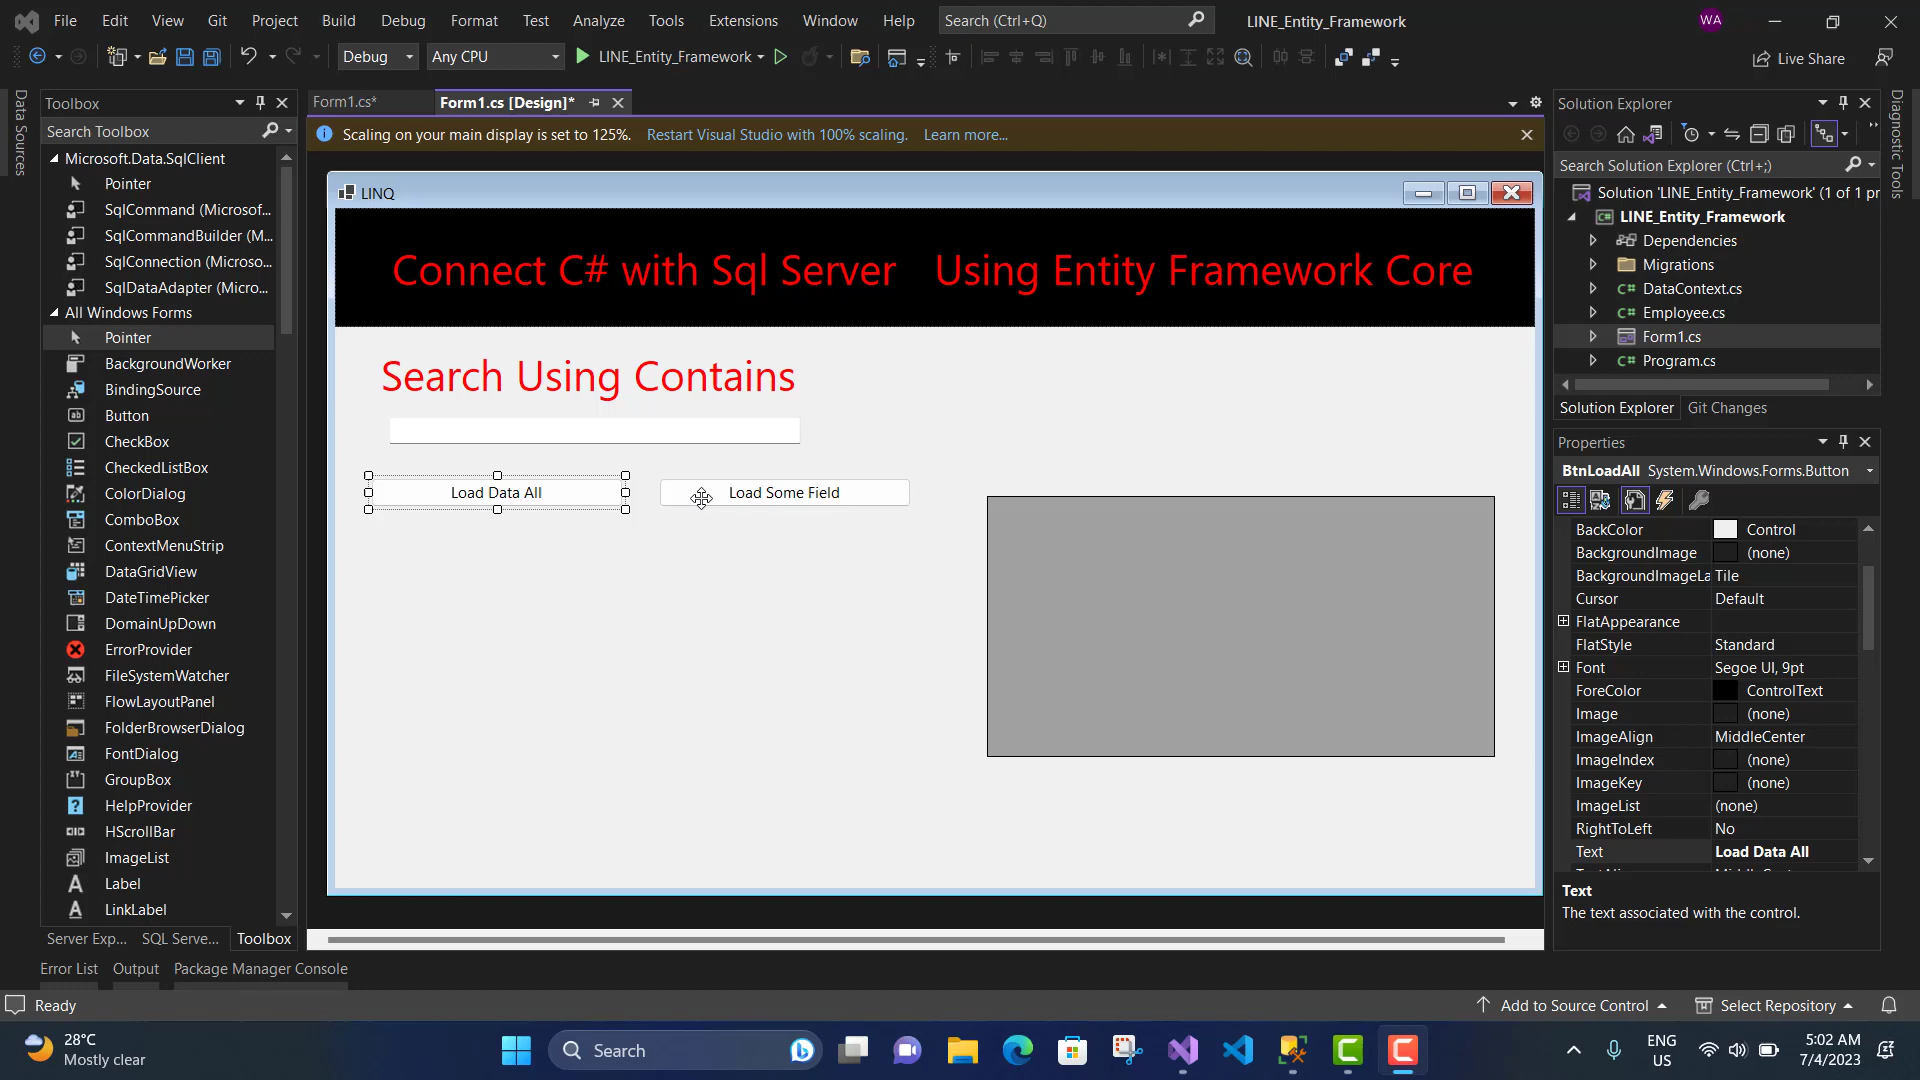 File Edit View Git Project Build Debug Format Test Analyze Tools Extensions Window Help Search (Ctrl+Q) LINE_Entity_Framework WA
Debug Any CPU LINE_Entity_Framework Live Share
Data Sources
Toolbox
Search Toolbox
Microsoft.Data.SqlClient
Pointer
SqlCommand (Microsof...
SqlCommandBuilder (M...
SqlConnection (Microso...
SqlDataAdapter (Micro...
All Windows Forms
Pointer
BackgroundWorker
BindingSource
Button
CheckBox
CheckedListBox
ColorDialog
ComboBox
ContextMenuStrip
DataGridView
DateTimePicker
DomainUpDown
ErrorProvider
FileSystemWatcher
FlowLayoutPanel
FolderBrowserDialog
FontDialog
GroupBox
HelpProvider
HScrollBar
ImageList
Label
LinkLabel
Server Exp... SQL Serve... Toolbox
Form1.cs* Form1.cs [Design]*
Scaling on your main display is set to 125%. Restart Visual Studio with 100% scaling. Learn more...
LINQ
Connect C# with Sql Server Using Entity Framework Core
Search Using Contains
Load Data All Load Some Field
Solution Explorer
Search Solution Explorer (Ctrl+;)
Solution 'LINE_Entity_Framework' (1 of 1 pr
LINE_Entity_Framework
Dependencies
Migrations
DataContext.cs
Employee.cs
Form1.cs
Program.cs
Solution Explorer Git Changes
Properties
BtnLoadAll System.Windows.Forms.Button
BackColor Control
BackgroundImage (none)
BackgroundImageLa Tile
Cursor Default
FlatAppearance
FlatStyle Standard
Font Segoe UI, 9pt
ForeColor ControlText
Image (none)
ImageAlign MiddleCenter
ImageIndex (none)
ImageKey (none)
ImageList (none)
RightToLeft No
Text Load Data All
Text
The text associated with the control.
Diagnostic Tools
Error List Output Package Manager Console
Ready Add to Source Control Select Repository
28°C
Mostly clear
Search
ENG
US
5:02 AM
7/4/2023